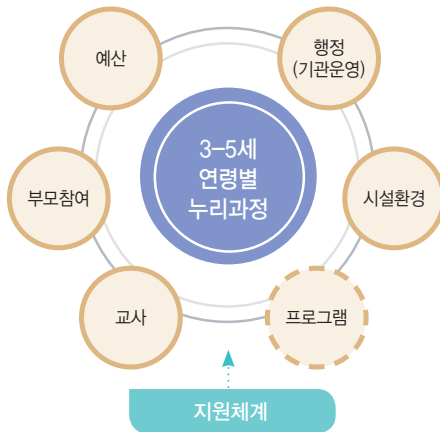 예산
행정
(기관운영)
3-5세
연령별
누리과정
부모참여
시설환경
교사
프로그램
지원체계